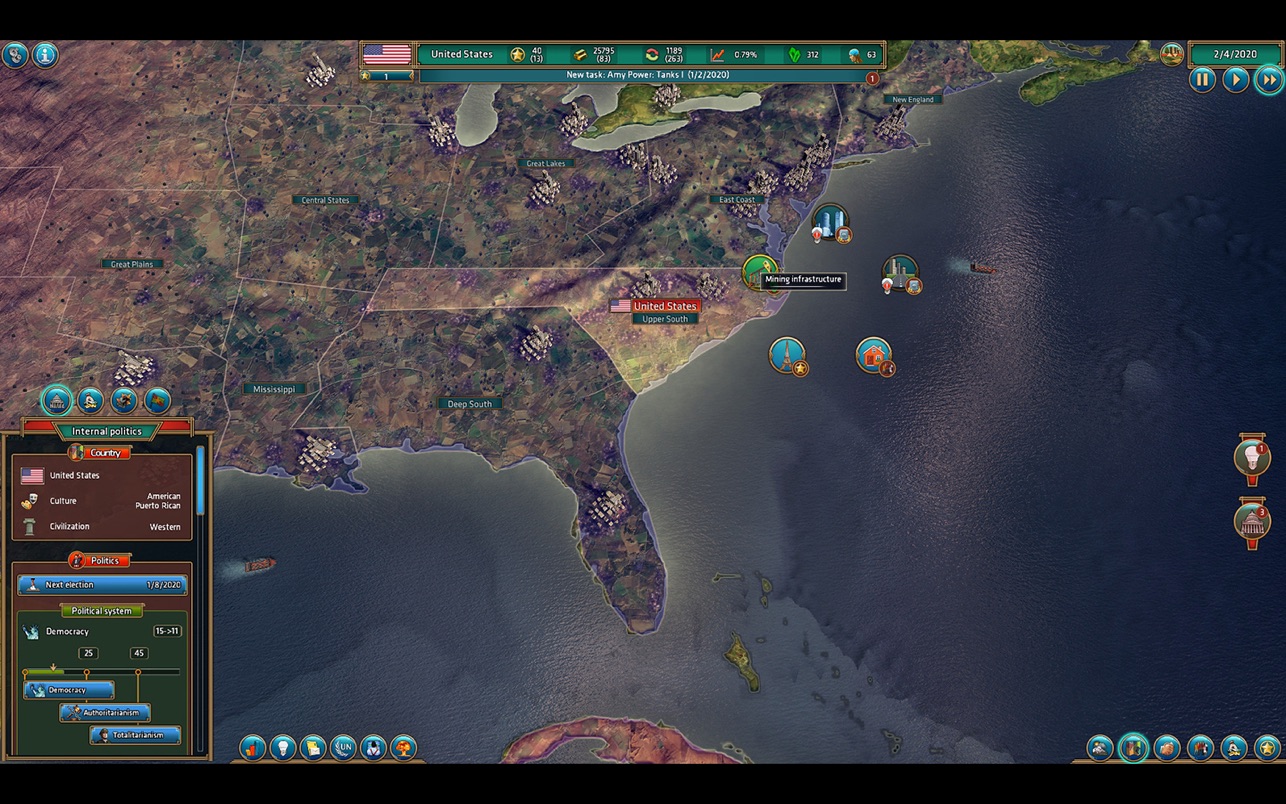 United States
40
(13)
25795
(83)
1189
(263)
0.79%
312
63
2/4/2020
1
New task: Amy Power: Tanks I (1/2/2020)
1
New England
Great Lakes
Central States
East Coast
Great Plains
Mining infrastructure
United States
Upper South
Mississippi
Deep South
Internal politics
Country
United States
Culture
American
Puerto Rican
Civilization
Western
Politics
Next election
1/8/2020
Political system
Democracy
15->11
25
45
Democracy
Authoritarianism
Totalitarianism
1
3
UN